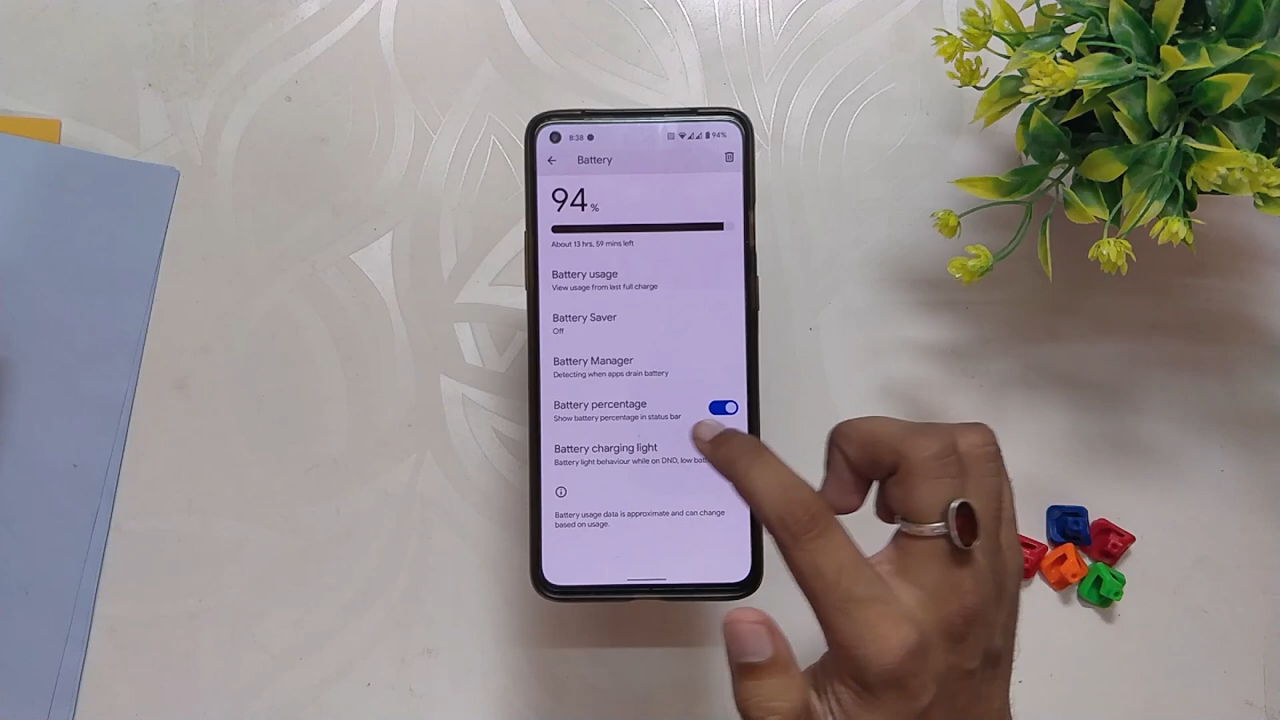 8:38
94%
Battery
94%
About 13 hrs, 59 mins left
Battery usage
View usage from last full charge
Battery Saver
Off
Battery Manager
Detecting when apps drain battery
Battery percentage
Show battery percentage in status bar
Battery charging light
Battery light behaviour while on DND, low
Battery usage data is approximate and can change
based on usage.